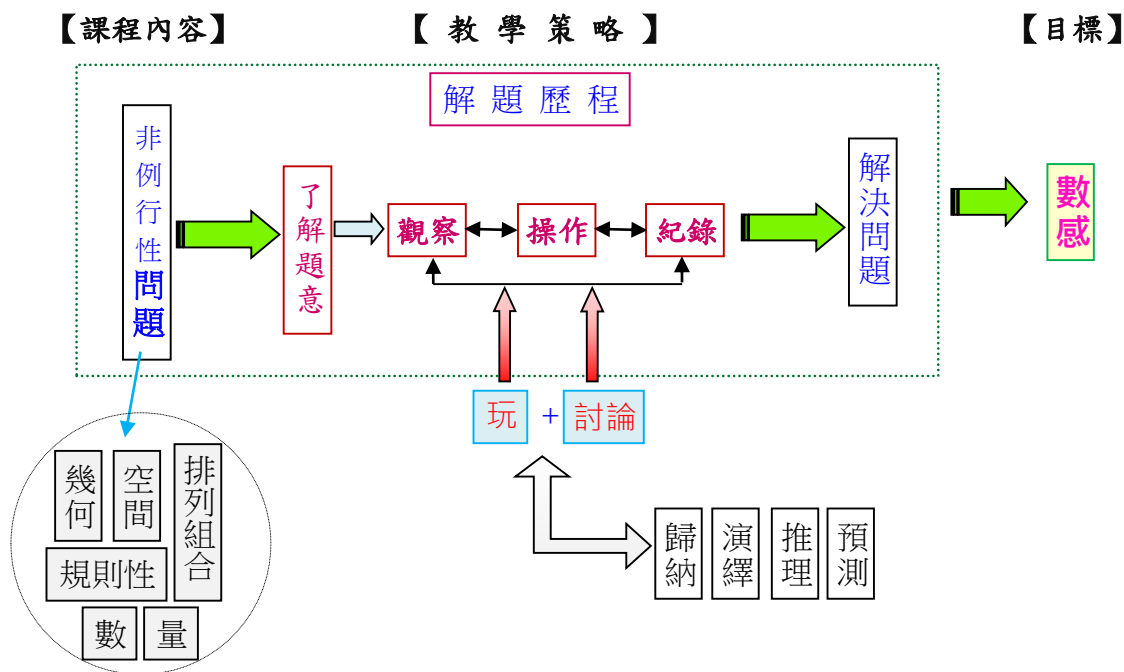 【課程內容】
【 教 學 策 略 】
【目標】
解 題 歷 程
非例行性問題
了解題意
觀察
操作
紀錄
解決問題
數感
玩
+
討論
幾何
空間
排列組合
規則性
數
量
歸納
演繹
推理
預測